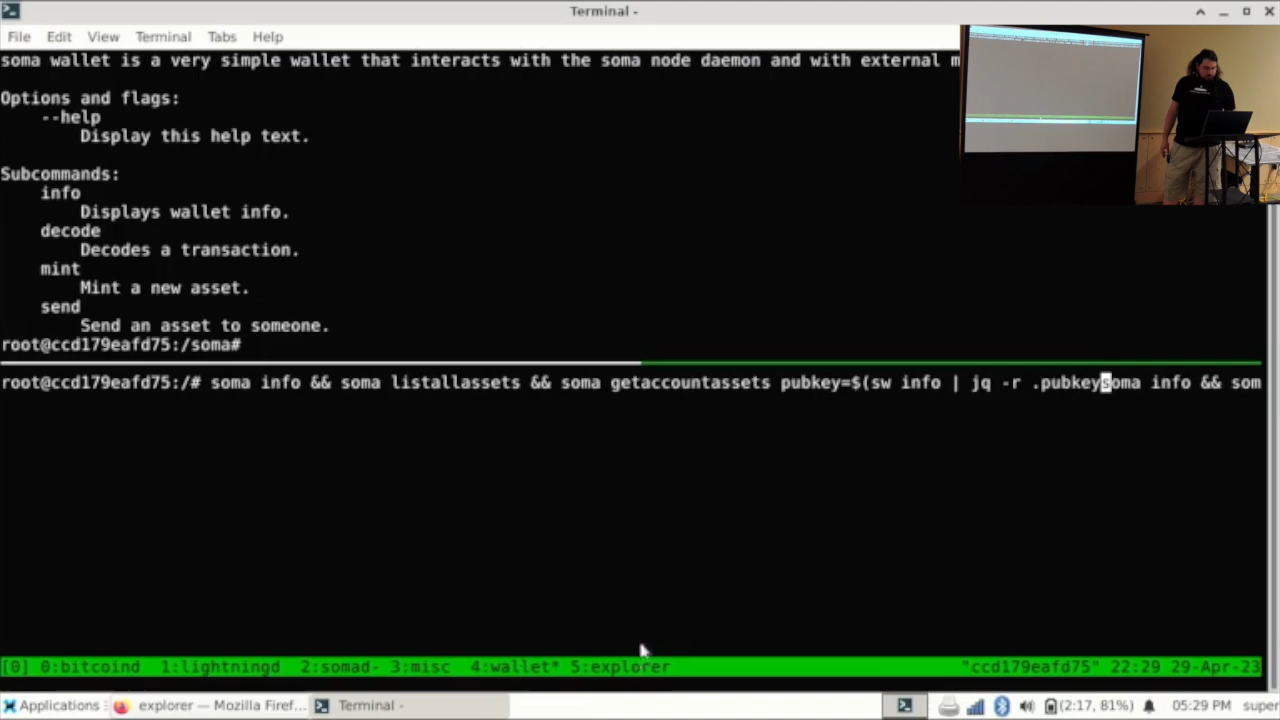 Terminal -
File Edit View Terminal Tabs Help
soma wallet is a very simple wallet that interacts with the soma node daemon and with external m
Options and flags:
--help
Display this help text.
Subcommands:
info
Displays wallet info.
decode
Decodes a transaction.
mint
Mint a new asset.
send
Send an asset to someone.
root@ccd179eafd75:/soma#
root@ccd179eafd75:/# soma info && soma listallassets && soma getaccountassets pubkey=$(sw info | jq -r .pubkeysoma info && som
[0] 0:bitcoind 1:lightningd 2:somad- 3:misc 4:wallet* 5:explorer "ccd179eafd75" 22:29 29-Apr-23
Applications explorer — Mozilla Firef... Terminal - (2:17, 81%) 05:29 PM super